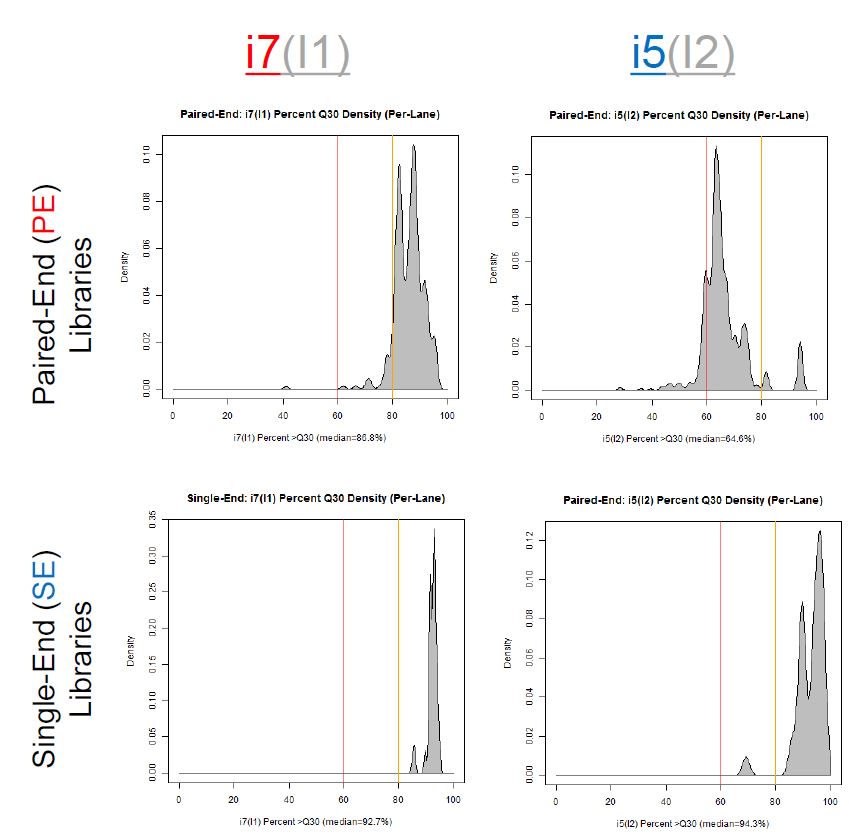 i7(I1)
i5(I2)
Paired-End (PE)
Libraries
Paired-End: i7(I1) Percent Q30 Density (Per-Lane)
Density
0.00
0.02
0.04
0.06
0.08
0.10
0 20 40 60 80 100
i7(I1) Percent >Q30 (median=86.8%)
Paired-End: i5(I2) Percent Q30 Density (Per-Lane)
Density
0.00
0.02
0.04
0.06
0.08
0.10
0 20 40 60 80 100
i5(I2) Percent >Q30 (median=64.6%)
Single-End (SE)
Libraries
Single-End: i7(I1) Percent Q30 Density (Per-Lane)
Density
0.00
0.05
0.10
0.15
0.20
0.25
0.30
0.35
0 20 40 60 80 100
i7(I1) Percent >Q30 (median=92.7%)
Paired-End: i5(I2) Percent Q30 Density (Per-Lane)
Density
0.00
0.02
0.04
0.06
0.08
0.10
0.12
0 20 40 60 80 100
i5(I2) Percent >Q30 (median=94.3%)